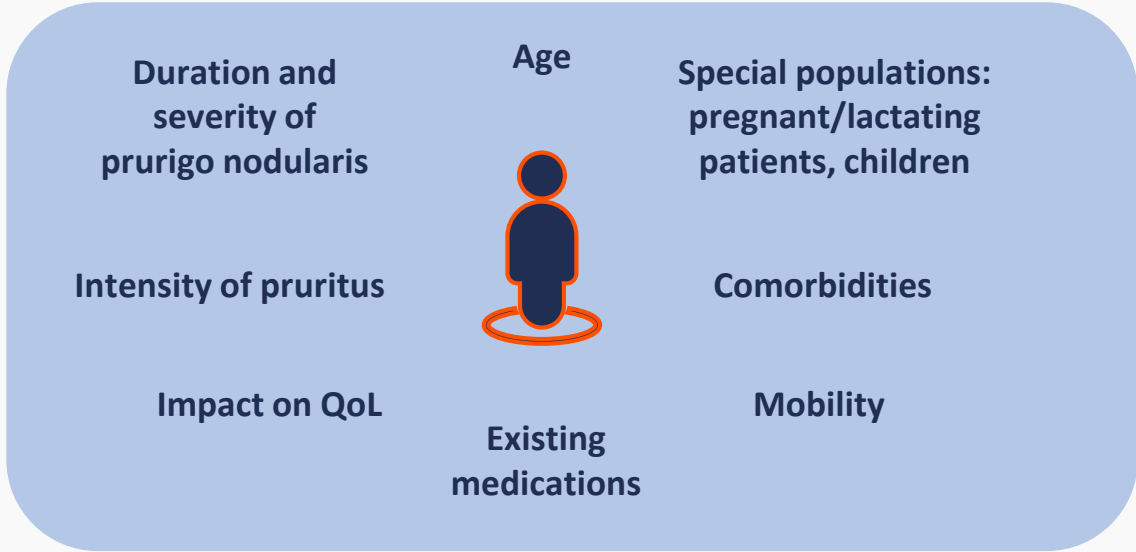 Duration and
severity of
prurigo nodularis
Age
Special populations:
pregnant/lactating
patients, children
Intensity of pruritus
Comorbidities
Impact on QoL
Existing
medications
Mobility